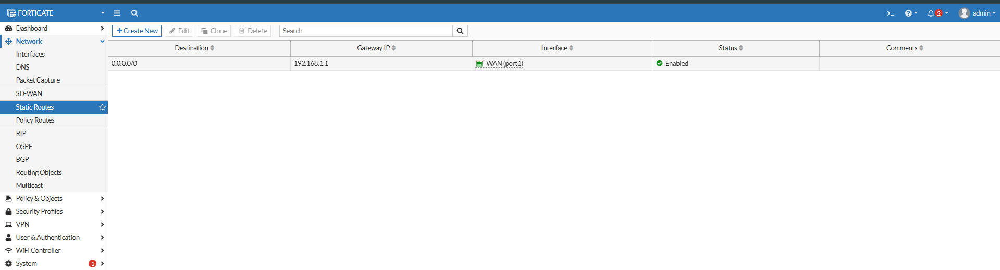 FORTIGATE
2
admin
Dashboard
Network
Interfaces
DNS
Packet Capture
SD-WAN
Static Routes
Policy Routes
RIP
OSPF
BGP
Routing Objects
Multicast
Policy & Objects
Security Profiles
VPN
User & Authentication
WiFi Controller
System 1
Create New Edit Clone Delete Search
Destination Gateway IP Interface Status Comments
0.0.0.0/0 192.168.1.1 WAN (port1) Enabled